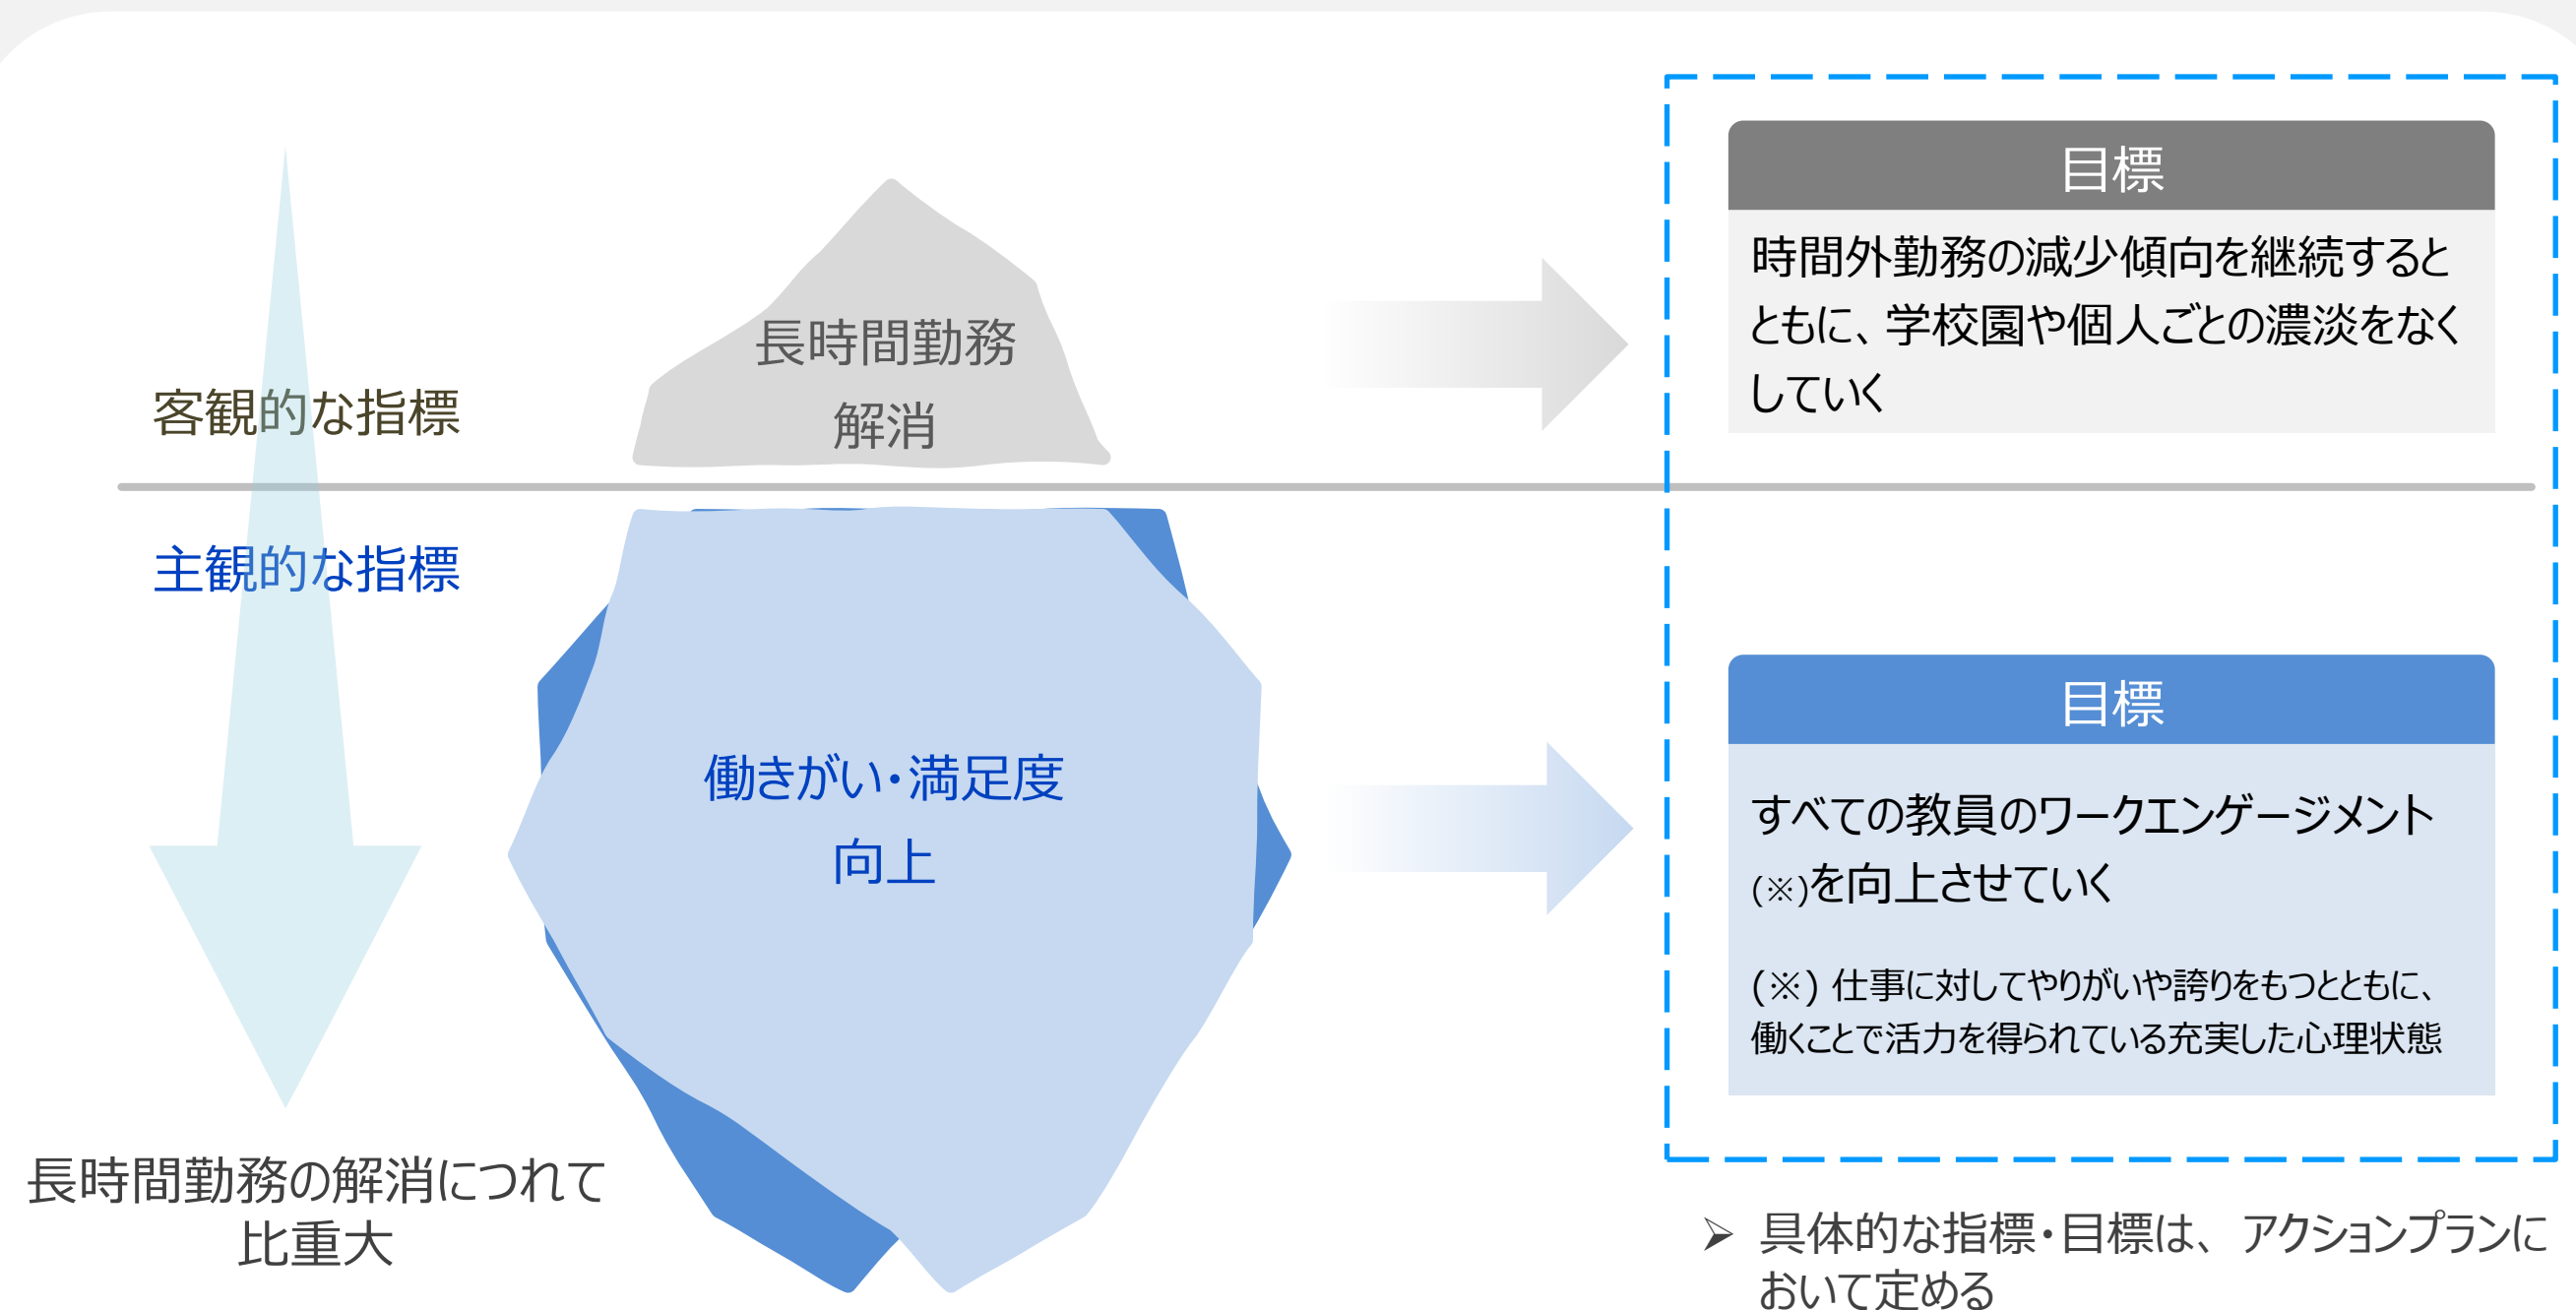 客観的な指標
主観的な指標
長時間勤務の解消につれて
比重大
長時間勤務
解消
働きがい・満足度
向上
目標
時間外勤務の減少傾向を継続すると
ともに、学校園や個人ごとの濃淡をなく
していく
目標
すべての教員のワークエンゲージメント
(※)を向上させていく
(※) 仕事に対してやりがいや誇りをもつとともに、
働くことで活力を得られている充実した心理状態
➢ 具体的な指標・目標は、アクションプランに
おいて定める